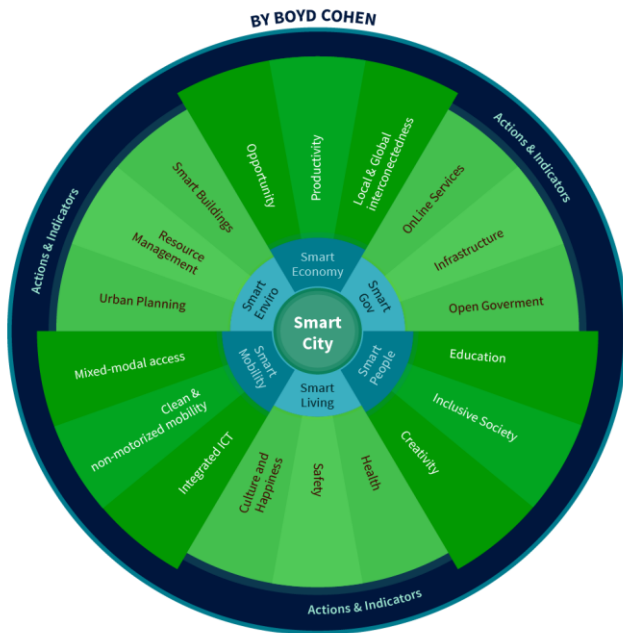 BY BOYD COHEN
Actions & Indicators
Actions & Indicators
Actions & Indicators
Smart
City
Smart
Economy
Opportunity
Productivity
Local & Global
interconectedness
Smart
Gov
OnLine Services
Infrastructure
Open Goverment
Smart
People
Education
Inclusive Society
Creativity
Smart
Living
Health
Safety
Culture and
Happiness
Smart
Mobility
Integrated ICT
Clean &
non-motorized mobility
Mixed-modal access
Smart
Enviro
Urban Planning
Resource
Management
Smart Buildings